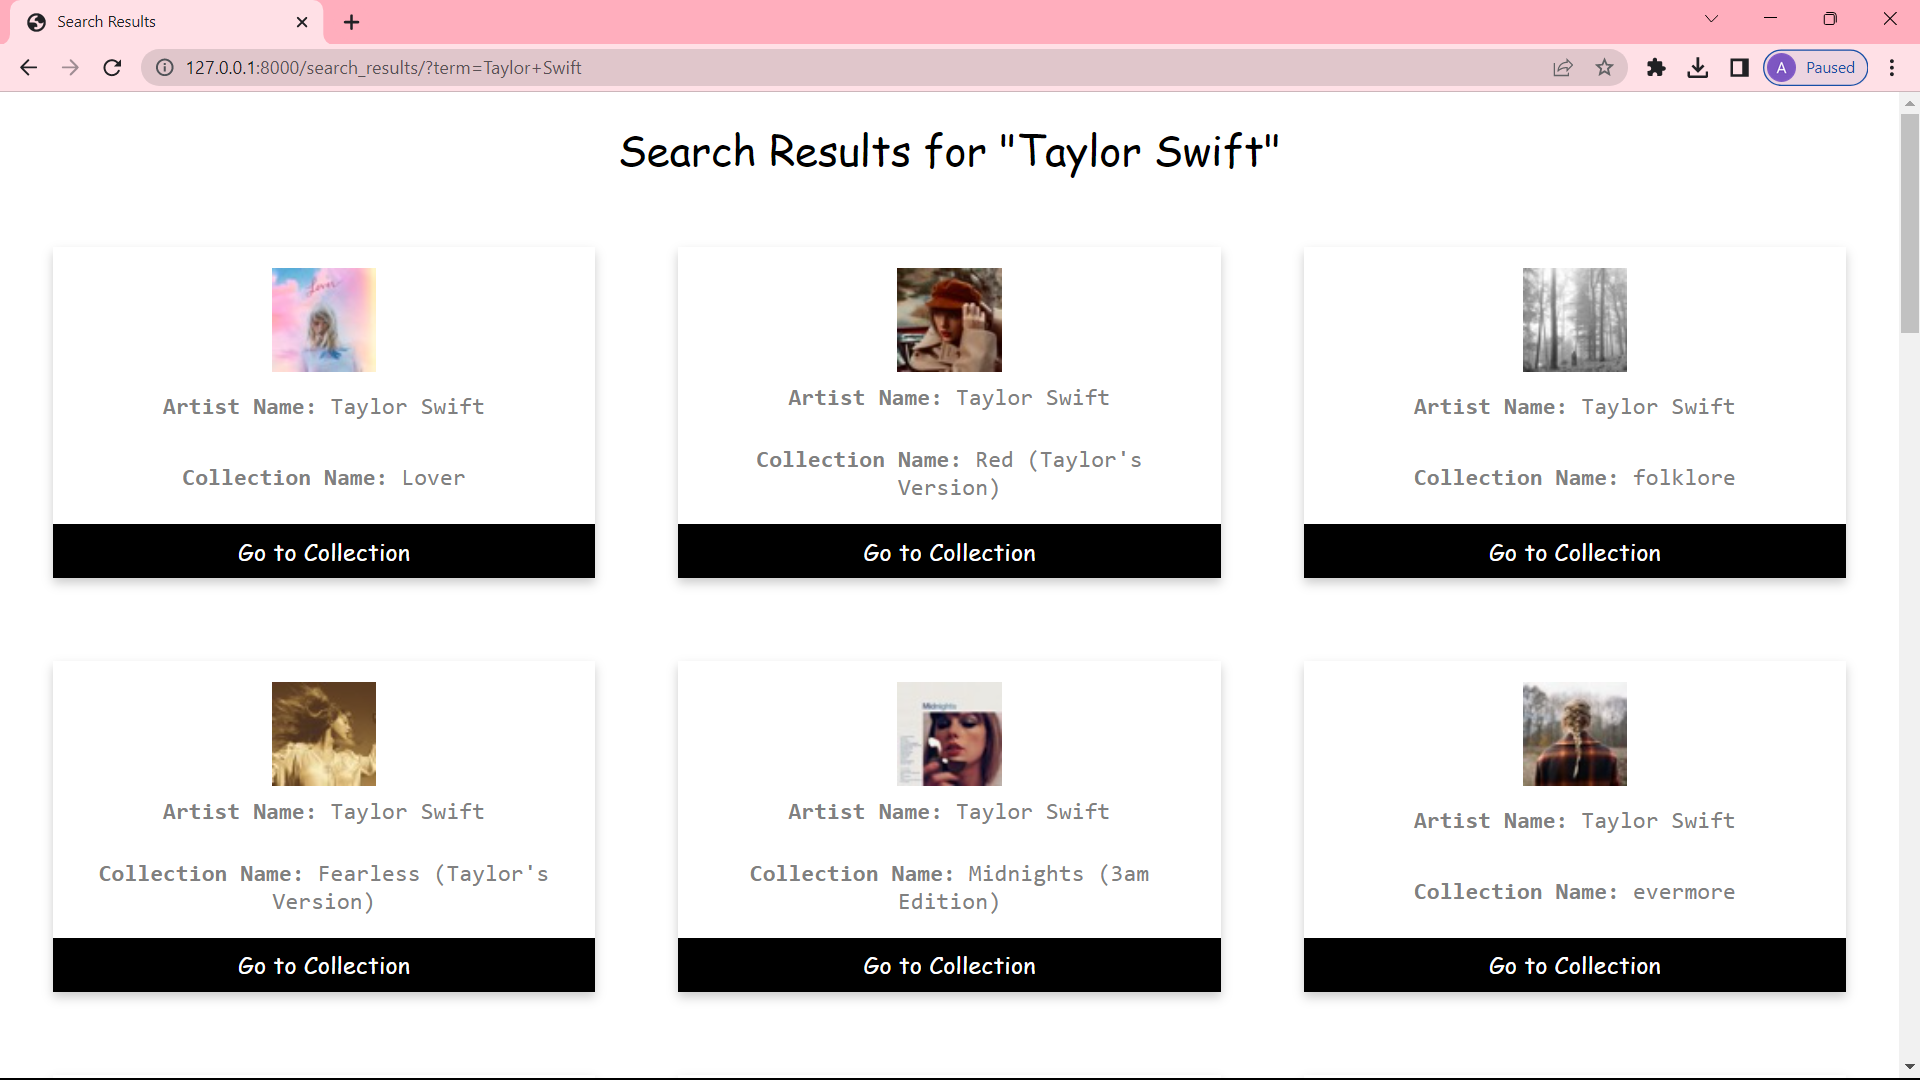 Search Results
127.0.0.1:8000/search_results/?term=Taylor+Swift
A Paused
Search Results for "Taylor Swift"
Lover
Artist Name: Taylor Swift
Collection Name: Lover
Go to Collection
Artist Name: Taylor Swift
Collection Name: Red (Taylor's
Version)
Go to Collection
Artist Name: Taylor Swift
Collection Name: folklore
Go to Collection
Artist Name: Taylor Swift
Collection Name: Fearless (Taylor's
Version)
Go to Collection
Midnights
Artist Name: Taylor Swift
Collection Name: Midnights (3am
Edition)
Go to Collection
Artist Name: Taylor Swift
Collection Name: evermore
Go to Collection